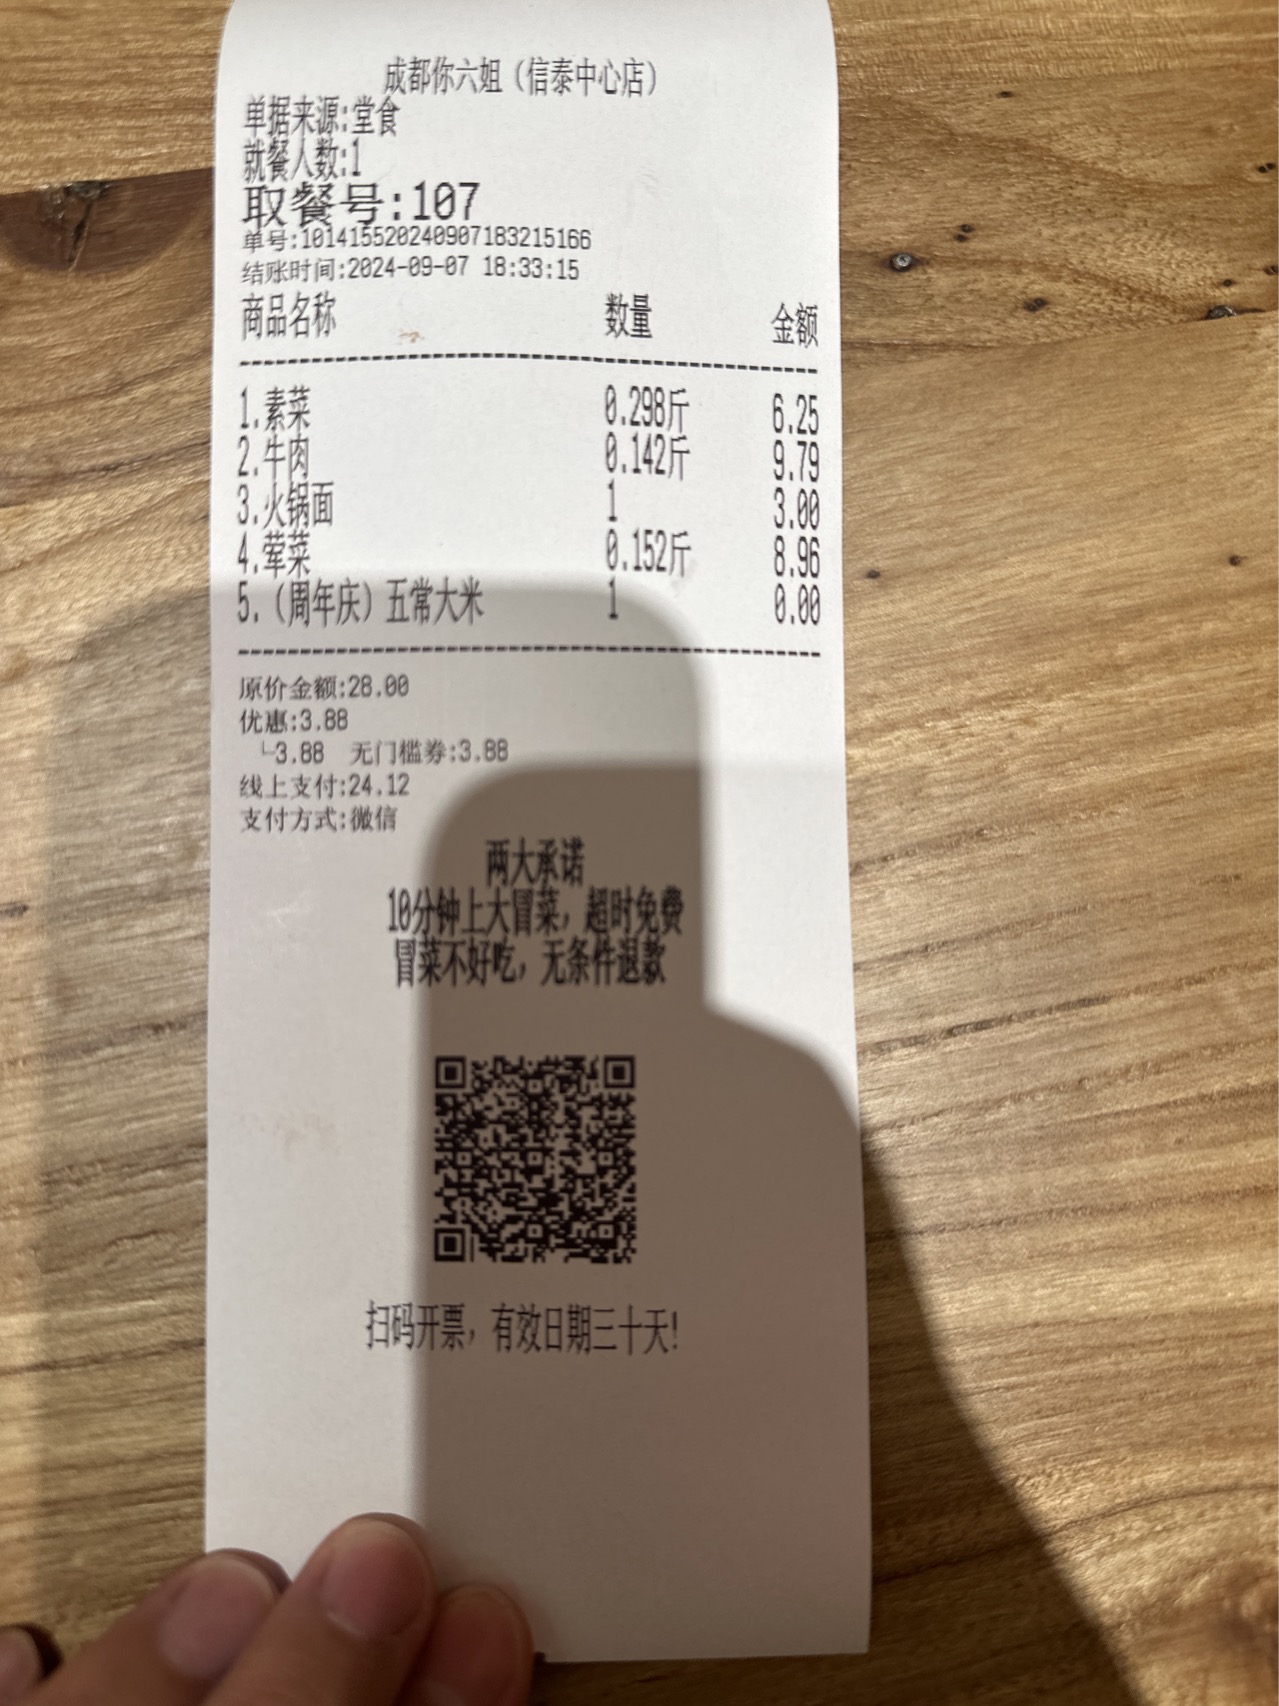 成都你六姐（信泰中心店）
单据来源:堂食
就餐人数:1
取餐号:107
单号:101415520240907183215166
结账时间:2024-09-07 18:33:15
商品名称 数量 金额
1.素菜 0.298斤 6.25
2.牛肉 0.142斤 9.79
3.火锅面 1 3.00
4.荤菜 0.152斤 8.96
5.（周年庆）五常大米 1 0.00
原价金额:28.00
优惠:3.88
└3.88 无门槛券:3.88
线上支付:24.12
支付方式:微信
两大承诺
10分钟上大冒菜，超时免费
冒菜不好吃，无条件退款
扫码开票，有效日期三十天!